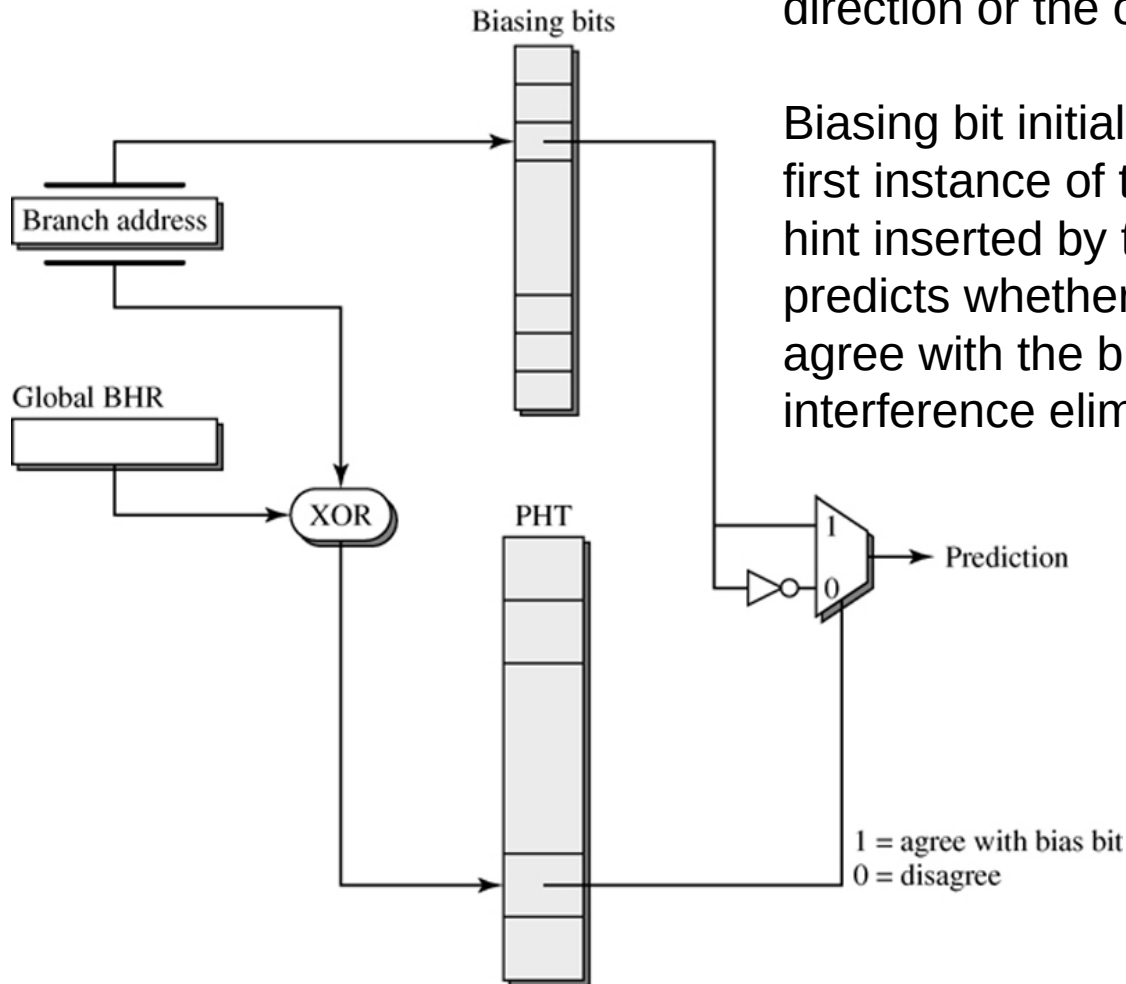 direction or the
Biasing bits
Biasing bit initial
first instance of
hint inserted by
predicts whether
agree with the
interference elim
Branch address
Global BHR
XOR
PHT
1
0
Prediction
1 = agree with bias bit
0 = disagree